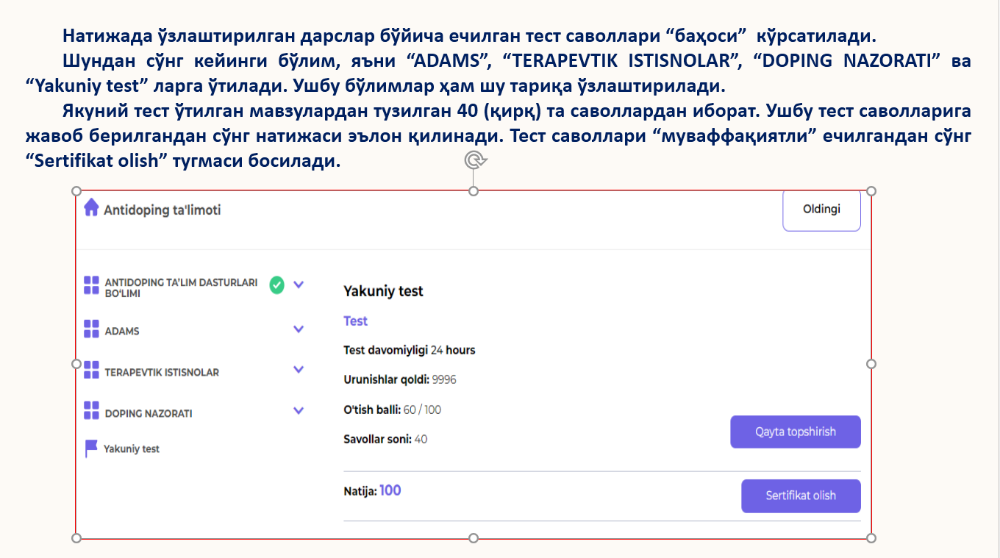 Натижада ўзлаштирилган дарслар бўйича ечилган тест саволлари “баҳоси” кўрсатилади.
Шундан сўнг кейинги бўлим, яъни “ADAMS”, “TERAPEVTIK ISTISNOLAR”, “DOPING NAZORATI” ва
“Yakuniy test” ларга ўтилади. Ушбу бўлимлар ҳам шу тариқа ўзлаштирилади.
Якуний тест ўтилган мавзулардан тузилган 40 (қирқ) та саволлардан иборат. Ушбу тест саволларига
жавоб берилгандан сўнг натижаси эълон қилинади. Тест саволлари “муваффақиятли” ечилгандан сўнг
“Sertifikat olish” тугмаси босилади.
Antidoping ta'limoti
Oldingi
ANTIDOPING TA’LIM DASTURLARI
BO‘LIMI
ADAMS
TERAPEVTIK ISTISNOLAR
DOPING NAZORATI
Yakuniy test
Yakuniy test
Test
Test davomiyligi 24 hours
Urunishlar qoldi: 9996
O'tish balli: 60 / 100
Savollar soni: 40
Qayta topshirish
Natija: 100
Sertifikat olish